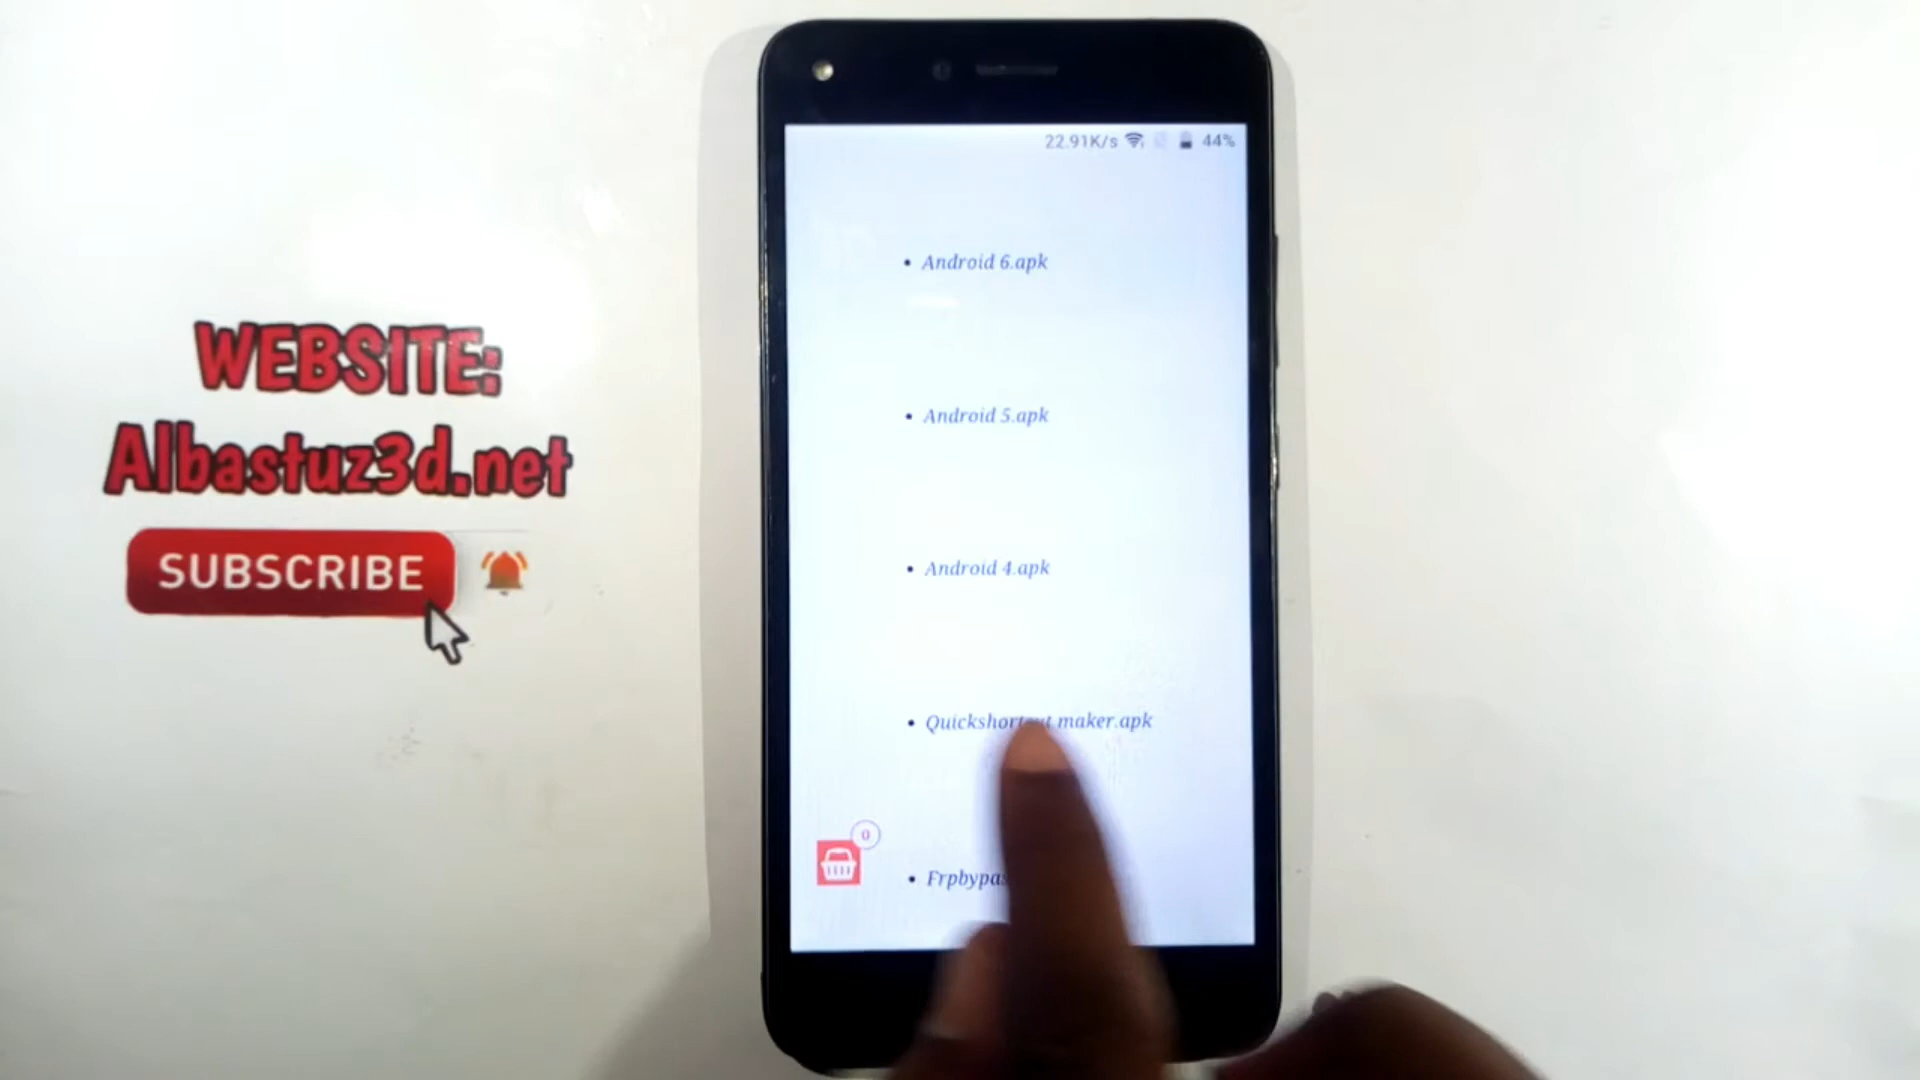 WEBSITE:
Albastuz3d.net
SUBSCRIBE
22.91K/s 44%
• Android 6.apk
• Android 5.apk
• Android 4.apk
• Quickshortcut maker.apk
0
•